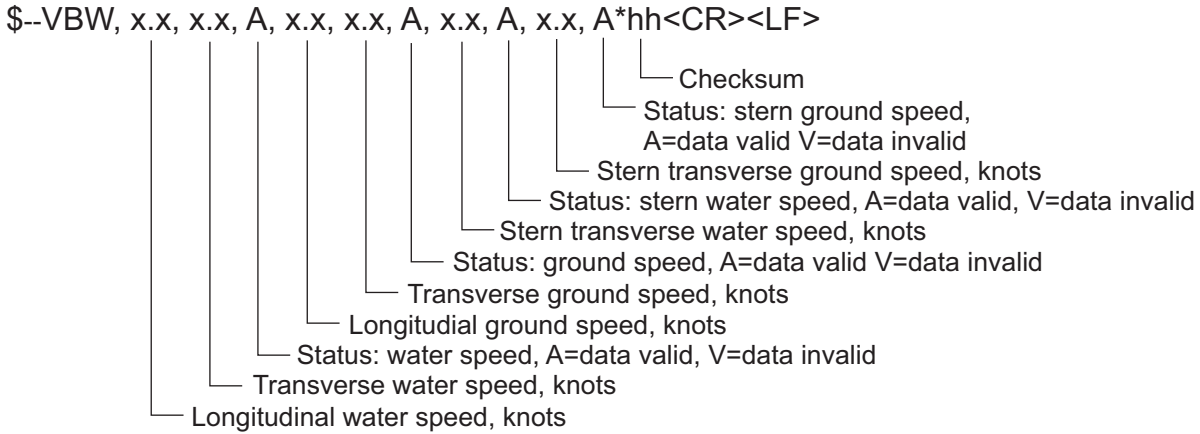 $--VBW, x.x, x.x, A, x.x, x.x, A, x.x, A, x.x, A*hh<CR><LF>
Checksum
Status: stern ground speed,
A=data valid V=data invalid
Stern transverse ground speed, knots
Status: stern water speed, A=data valid, V=data invalid
Stern transverse water speed, knots
Status: ground speed, A=data valid V=data invalid
Transverse ground speed, knots
Longitudial ground speed, knots
Status: water speed, A=data valid, V=data invalid
Transverse water speed, knots
Longitudinal water speed, knots